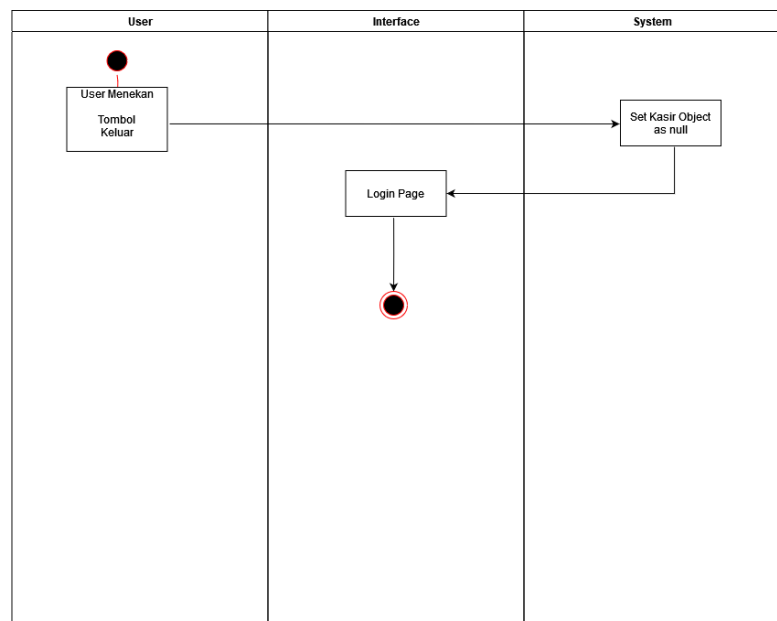 User
Interface
System
User Menekan
Tombol
Keluar
Set Kasir Object
as null
Login Page